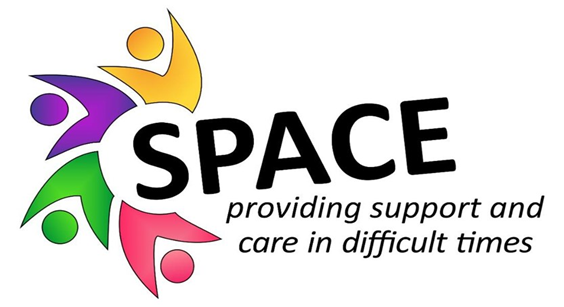 SPACE
providing support and
care in difficult times